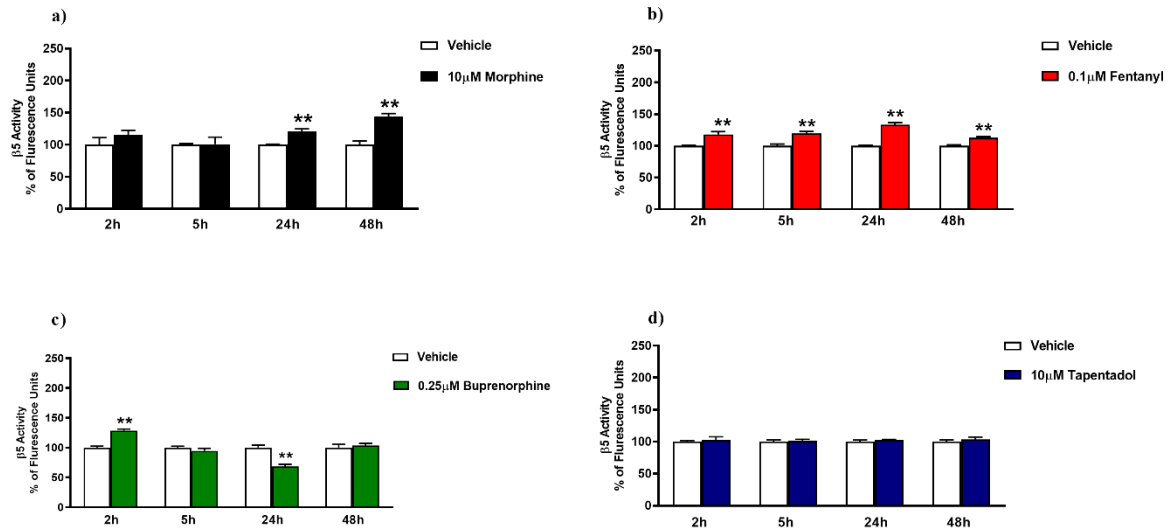 a)
Vehicle
10μM Morphine
β5 Activity
% of Flurescence Units
250
200
150
100
50
0
**
**
2h 5h 24h 48h
b)
Vehicle
0.1μM Fentanyl
β5 Activity
% of Flurescence Units
250
200
150
100
50
0
** ** ** **
2h 5h 24h 48h
c)
Vehicle
0.25μM Buprenorphine
β5 Activity
% of Flurescence Units
250
200
150
100
50
0
**
**
2h 5h 24h 48h
d)
Vehicle
10μM Tapentadol
β5 Activity
% of Flurescence Units
250
200
150
100
50
0
2h 5h 24h 48h